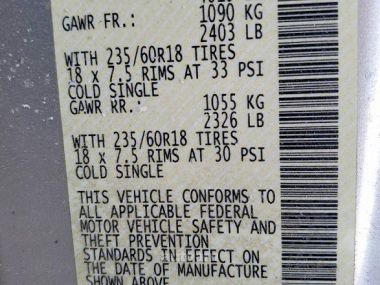 GAWR FR.: 1090 KG
2403 LB
WITH 235/60R18 TIRES
18 x 7.5 RIMS AT 33 PSI
COLD SINGLE
GAWR RR.: 1055 KG
2326 LB
WITH 235/60R18 TIRES
18 x 7.5 RIMS AT 30 PSI
COLD SINGLE
THIS VEHICLE CONFORMS TO
ALL APPLICABLE FEDERAL
MOTOR VEHICLE SAFETY AND
THEFT PREVENTION
STANDARDS IN EFFECT ON
THE DATE OF MANUFACTURE
SHOWN ABOVE